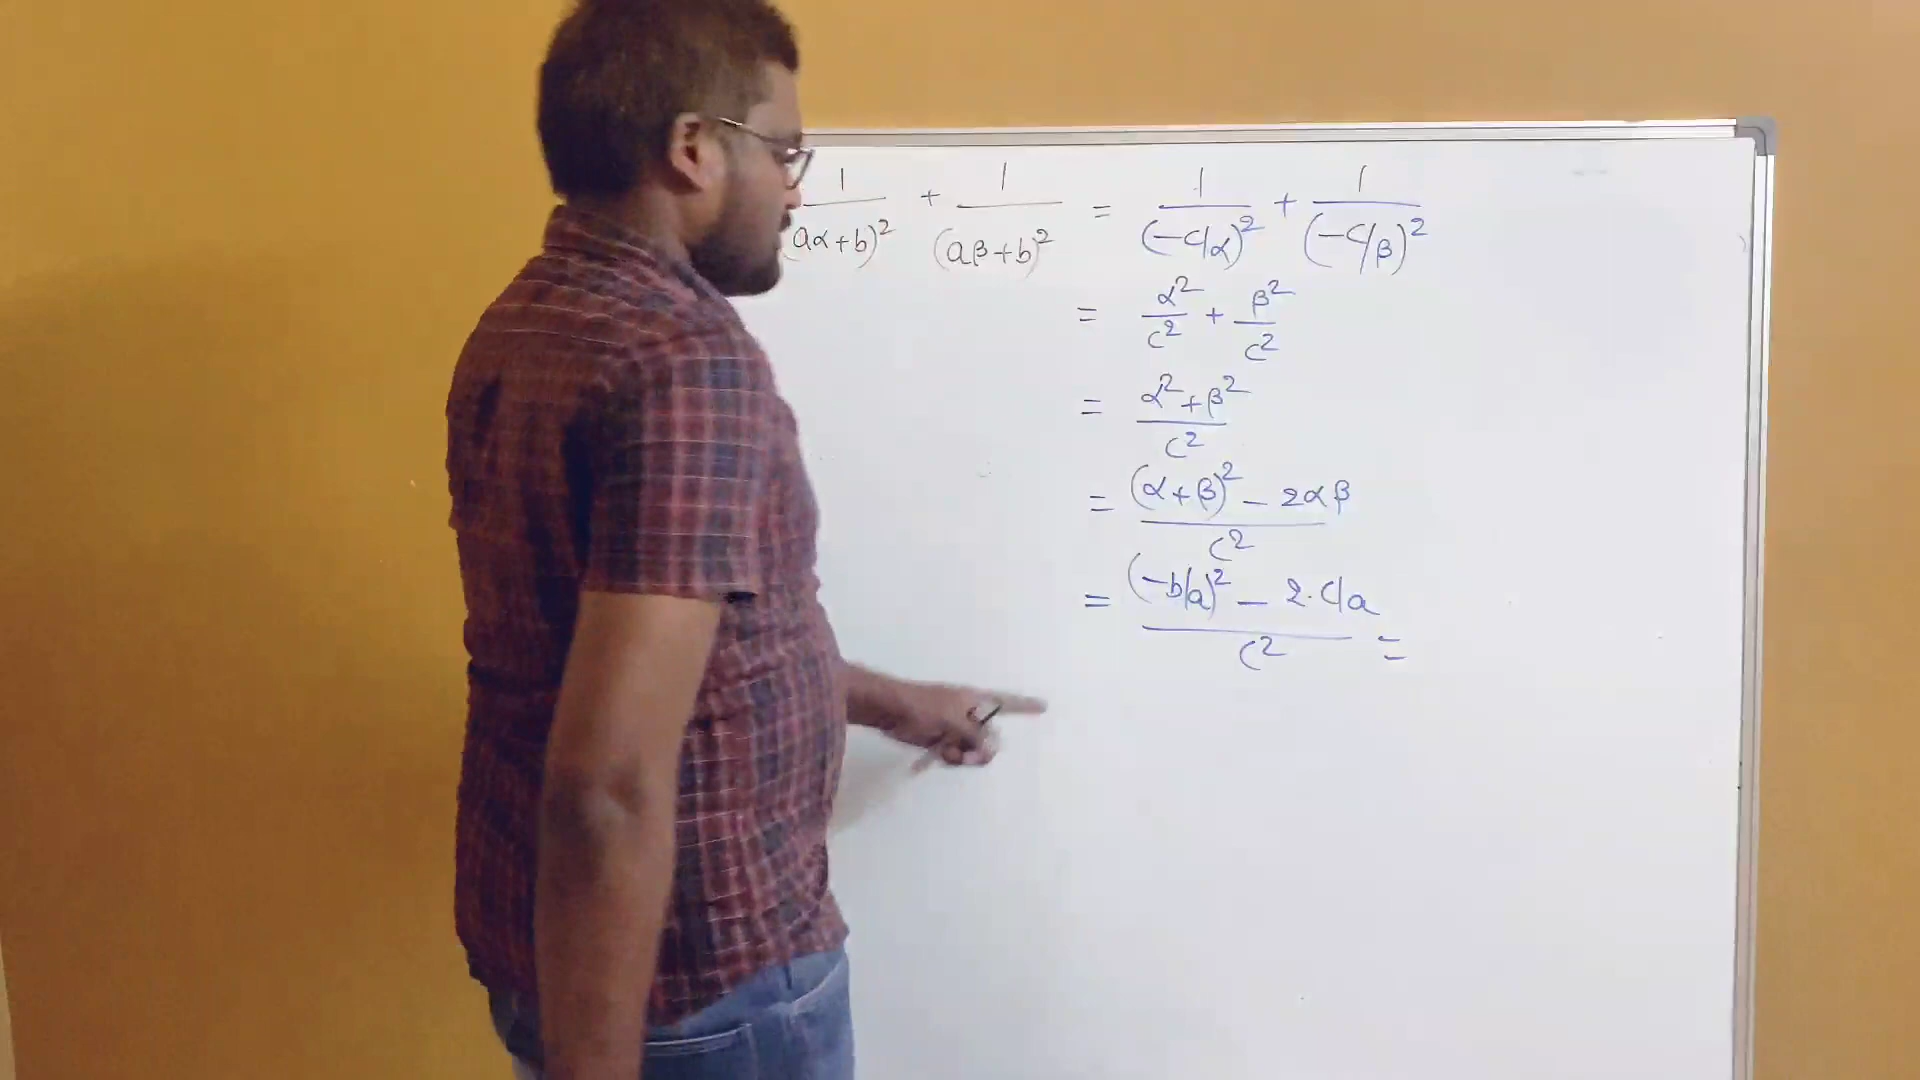 1/(aα+b)² + 1/(aβ+b)² = 1/(-c/α)² + 1/(-c/β)²
= α²/c² + β²/c²
= α²+β²/c²
= (α+β)² - 2αβ/c²
= (-b/a)² - 2.c/a/c² =